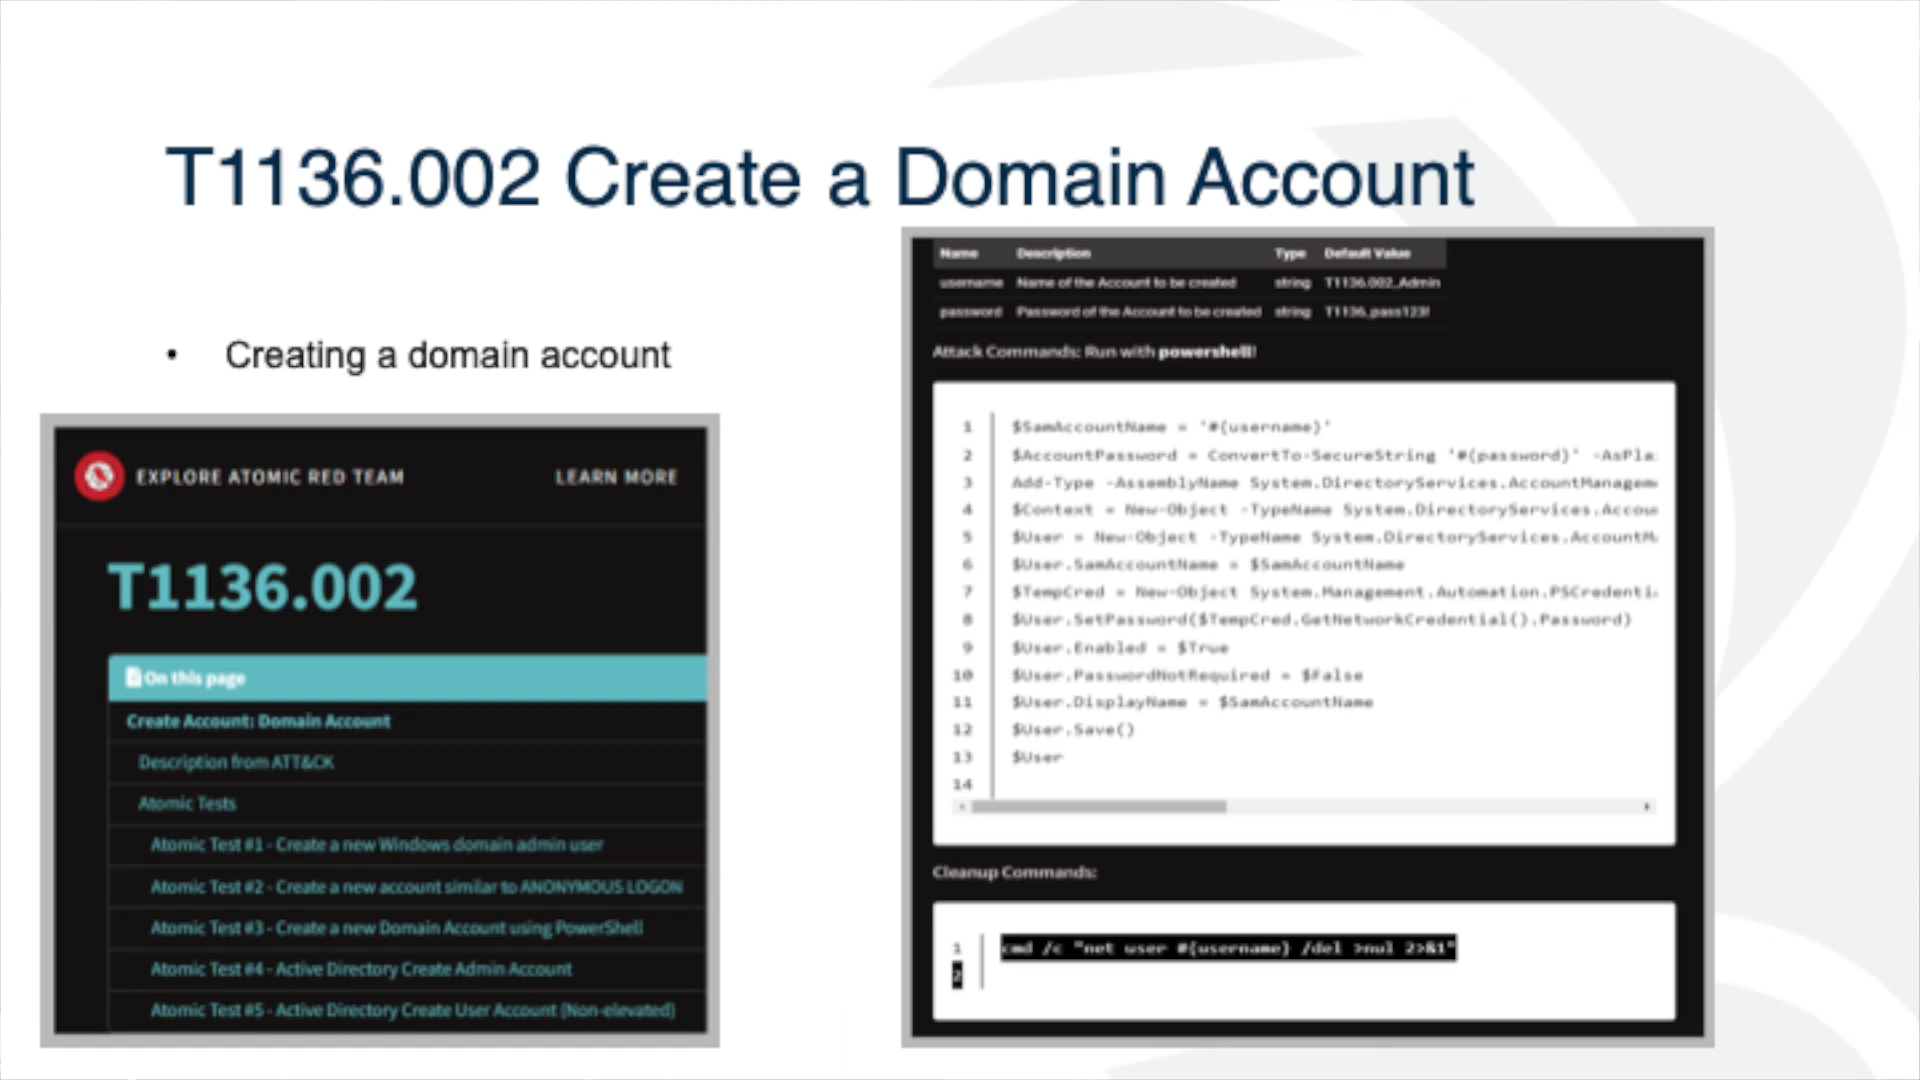 T1136.002 Create a Domain Account
• Creating a domain account
EXPLORE ATOMIC RED TEAM LEARN MORE
T1136.002
On this page
Create Account: Domain Account
Description from ATT&CK
Atomic Tests
Atomic Test #1 - Create a new Windows domain admin user
Atomic Test #2 - Create a new account similar to ANONYMOUS LOGON
Atomic Test #3 - Create a new Domain Account using PowerShell
Atomic Test #4 - Active Directory Create Admin Account
Atomic Test #5 - Active Directory Create User Account (Non-elevated)
Name Description Type Default Value
username Name of the Account to be created string T1136.002_Admin
password Password of the Account to be created string T1136_pass123!
Attack Commands: Run with powershell!
1 $SamAccountName = '#{username}'
2 $AccountPassword = ConvertTo-SecureString '#{password}' -AsPla
3 Add-Type -AssemblyName System.DirectoryServices.AccountManagem
4 $Context = New-Object -TypeName System.DirectoryServices.Accou
5 $User = New-Object -TypeName System.DirectoryServices.AccountM
6 $User.SamAccountName = $SamAccountName
7 $TempCred = New-Object System.Management.Automation.PSCredenti
8 $User.SetPassword($TempCred.GetNetworkCredential().Password)
9 $User.Enabled = $True
10 $User.PasswordNotRequired = $False
11 $User.DisplayName = $SamAccountName
12 $User.Save()
13 $User
14
Cleanup Commands:
1 cmd /c "net user #{username} /del >nul 2>&1"
2